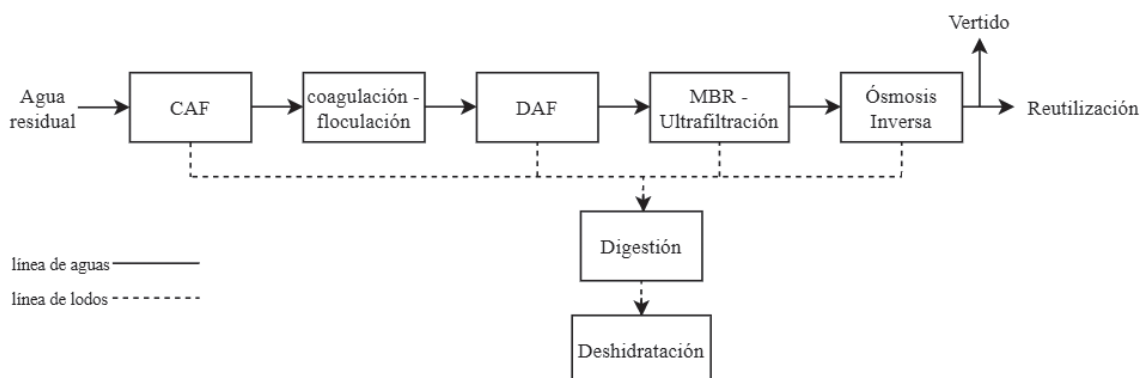 Vertido
Agua
residual
CAF
coagulación -
floculación
DAF
MBR -
Ultrafiltración
Ósmosis
Inversa
Reutilización
Digestión
línea de aguas
línea de lodos
Deshidratación